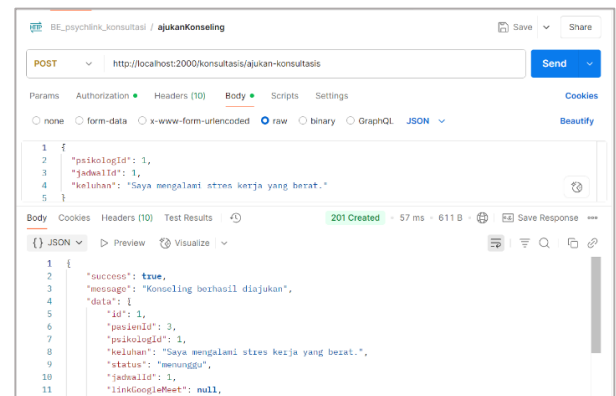 HTTP BE_psychlink_konsultasi / ajukanKonseling Save Share
POST http://localhost:2000/konsultasis/ajukan-konsultasis Send
Params Authorization Headers (10) Body Scripts Settings Cookies
none form-data x-www-form-urlencoded raw binary GraphQL JSON Beautify
1 {
2 "psikologId": 1,
3 "jadwalId": 1,
4 "keluhan": "Saya mengalami stres kerja yang berat."
5 }
Body Cookies Headers (10) Test Results 201 Created 57 ms 611 B Save Response
{} JSON Preview Visualize
1 {
2 "success": true,
3 "message": "Konseling berhasil diajukan",
4 "data": {
5 "id": 1,
6 "pasienId": 3,
7 "psikologId": 1,
8 "keluhan": "Saya mengalami stres kerja yang berat.",
9 "status": "menunggu",
10 "jadwalId": 1,
11 "linkGoogleMeet": null,